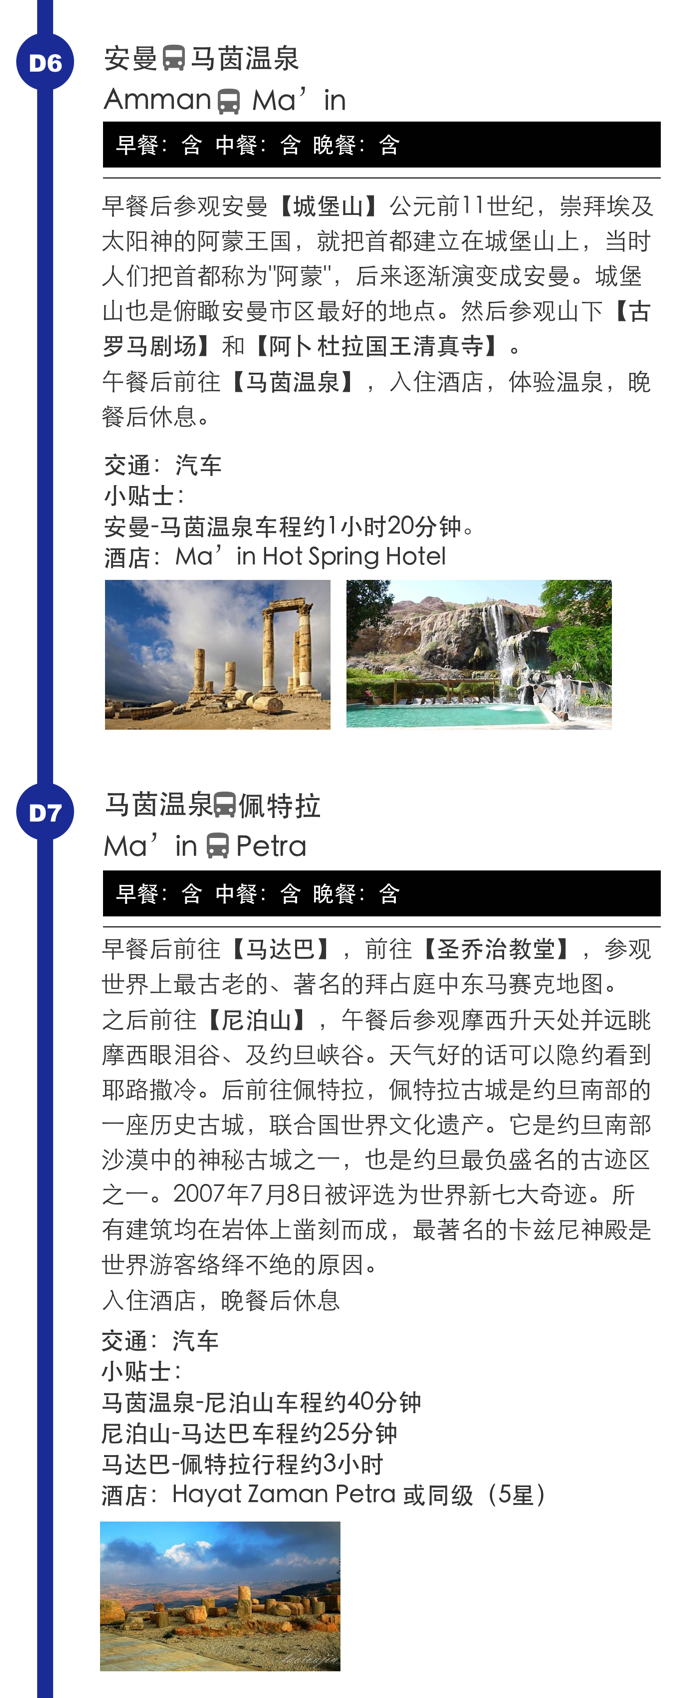 D6
安曼 马茵温泉
Amman Ma’in
早餐：含 中餐：含 晚餐：含
早餐后参观安曼【城堡山】公元前11世纪，崇拜埃及
太阳神的阿蒙王国，就把首都建立在城堡山上，当时
人们把首都称为"阿蒙"，后来逐渐演变成安曼。城堡
山也是俯瞰安曼市区最好的地点。然后参观山下【古
罗马剧场】和【阿卜杜拉国王清真寺】。
午餐后前往【马茵温泉】，入住酒店，体验温泉，晚
餐后休息。
交通：汽车
小贴士：
安曼-马茵温泉车程约1小时20分钟。
酒店：Ma’in Hot Spring Hotel
D7
马茵温泉 佩特拉
Ma’in Petra
早餐：含 中餐：含 晚餐：含
早餐后前往【马达巴】，前往【圣乔治教堂】，参观
世界上最古老的、著名的拜占庭中东马赛克地图。
之后前往【尼泊山】，午餐后参观摩西升天处并远眺
摩西眼泪谷、及约旦峡谷。天气好的话可以隐约看到
耶路撒冷。后前往佩特拉，佩特拉古城是约旦南部的
一座历史古城，联合国世界文化遗产。它是约旦南部
沙漠中的神秘古城之一，也是约旦最负盛名的古迹区
之一。2007年7月8日被评选为世界新七大奇迹。所
有建筑均在岩体上凿刻而成，最著名的卡兹尼神殿是
世界游客络绎不绝的原因。
入住酒店，晚餐后休息
交通：汽车
小贴士：
马茵温泉-尼泊山车程约40分钟
尼泊山-马达巴车程约25分钟
马达巴-佩特拉行程约3小时
酒店：Hayat Zaman Petra 或同级（5星）